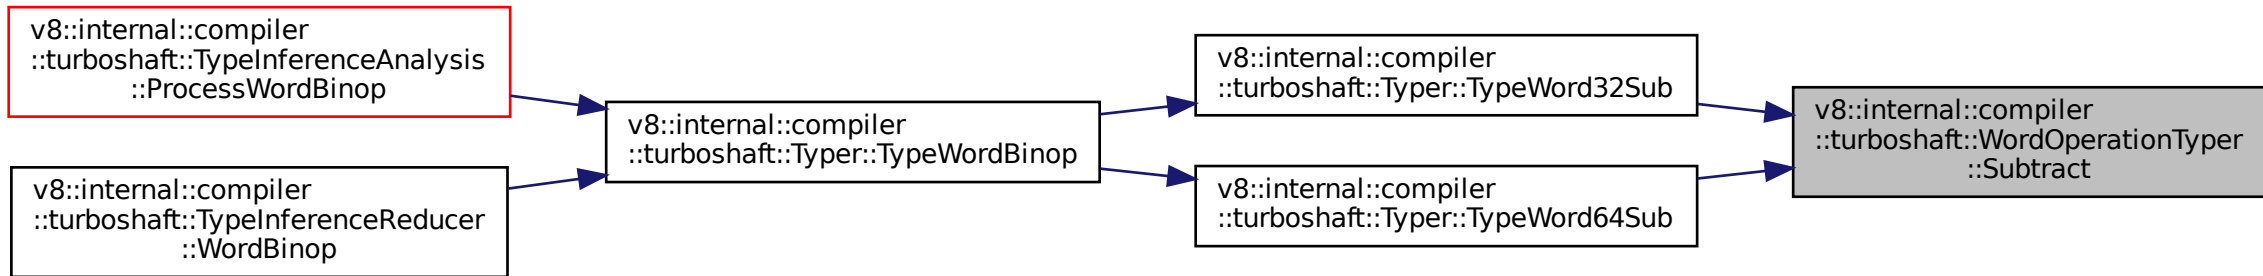 v8::internal::compiler
::turboshaft::TypeInferenceAnalysis
::ProcessWordBinop
v8::internal::compiler
::turboshaft::TypeInferenceReducer
::WordBinop
v8::internal::compiler
::turboshaft::Typer::TypeWordBinop
v8::internal::compiler
::turboshaft::Typer::TypeWord32Sub
v8::internal::compiler
::turboshaft::Typer::TypeWord64Sub
v8::internal::compiler
::turboshaft::WordOperationTyper
::Subtract